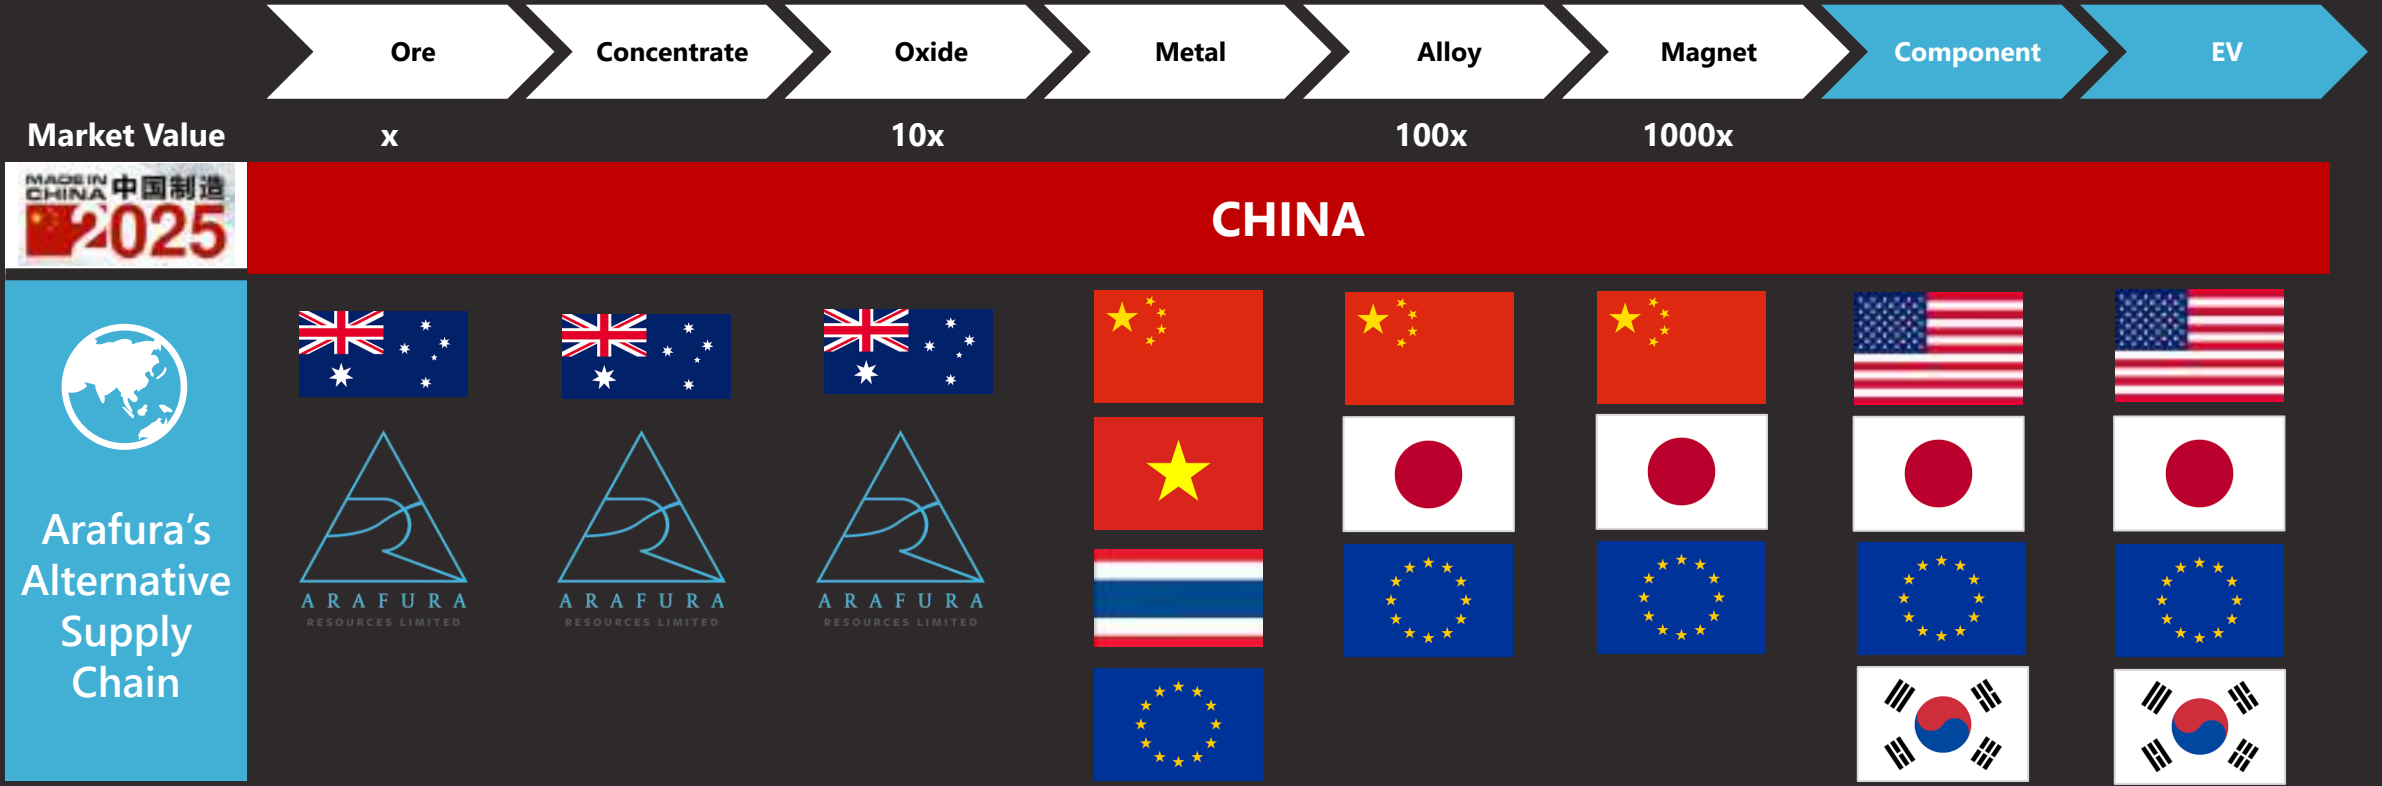 Ore
Concentrate
Oxide
Metal
Alloy
Magnet
Component
EV
Market Value
x
10x
100x
1000x
MADE IN
CHINA 中国制造
2025
CHINA
Arafura’s
Alternative
Supply
Chain
ARAFURA
RESOURCES LIMITED
ARAFURA
RESOURCES LIMITED
ARAFURA
RESOURCES LIMITED